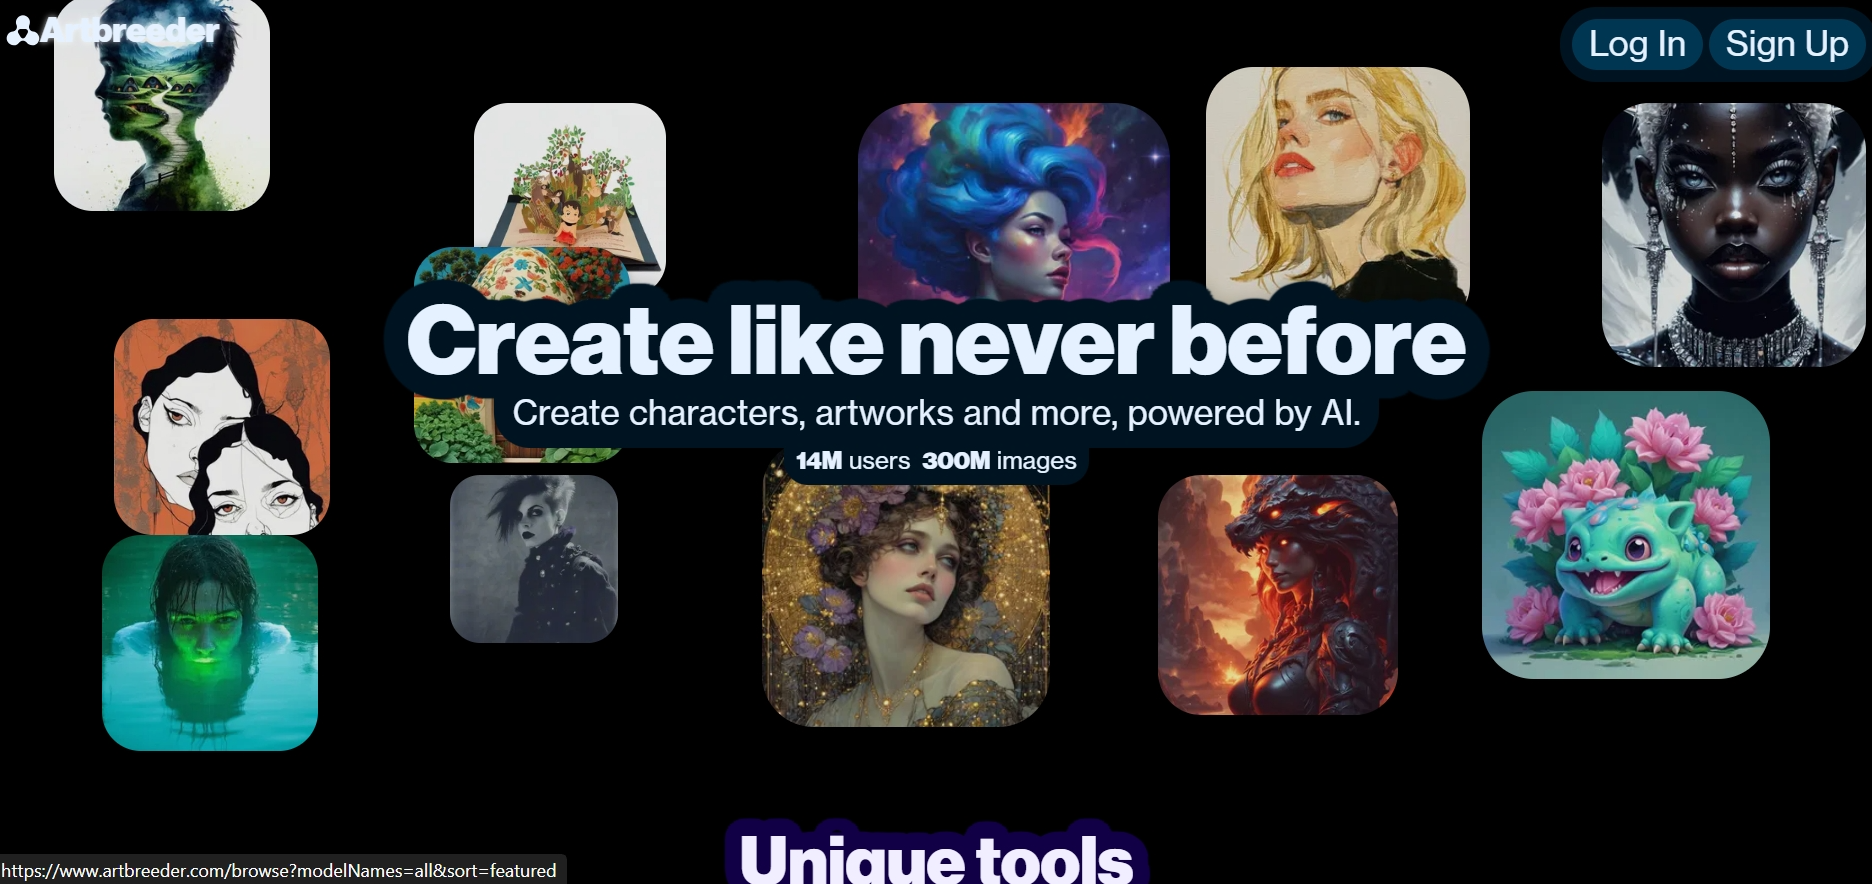 Artbreeder
Log In Sign Up
Create like never before
Create characters, artworks and more, powered by AI.
14M users 300M images
Unique tools
https://www.artbreeder.com/browse?modelNames=all&sort=featured